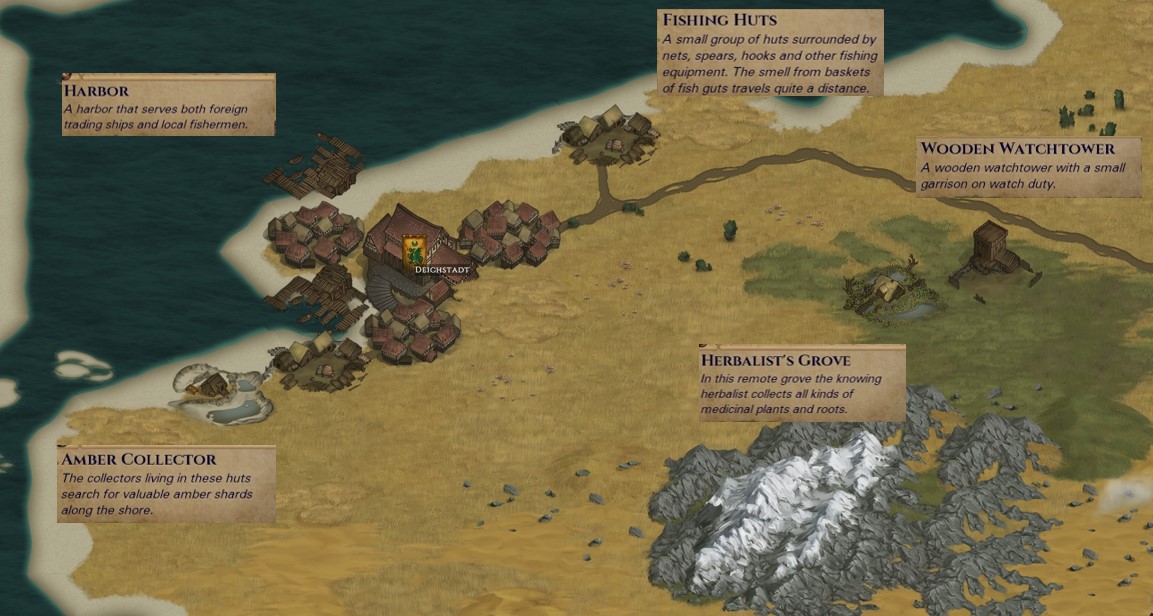 FISHING HUTS
A small group of huts surrounded by
nets, spears, hooks and other fishing
equipment. The smell from baskets
of fish guts travels quite a distance.
HARBOR
A harbor that serves both foreign
trading ships and local fishermen.
WOODEN WATCHTOWER
A wooden watchtower with a small
garrison on watch duty.
DEICHSTADT
HERBALIST'S GROVE
In this remote grove the knowing
herbalist collects all kinds of
medicinal plants and roots.
AMBER COLLECTOR
The collectors living in these huts
search for valuable amber shards
along the shore.